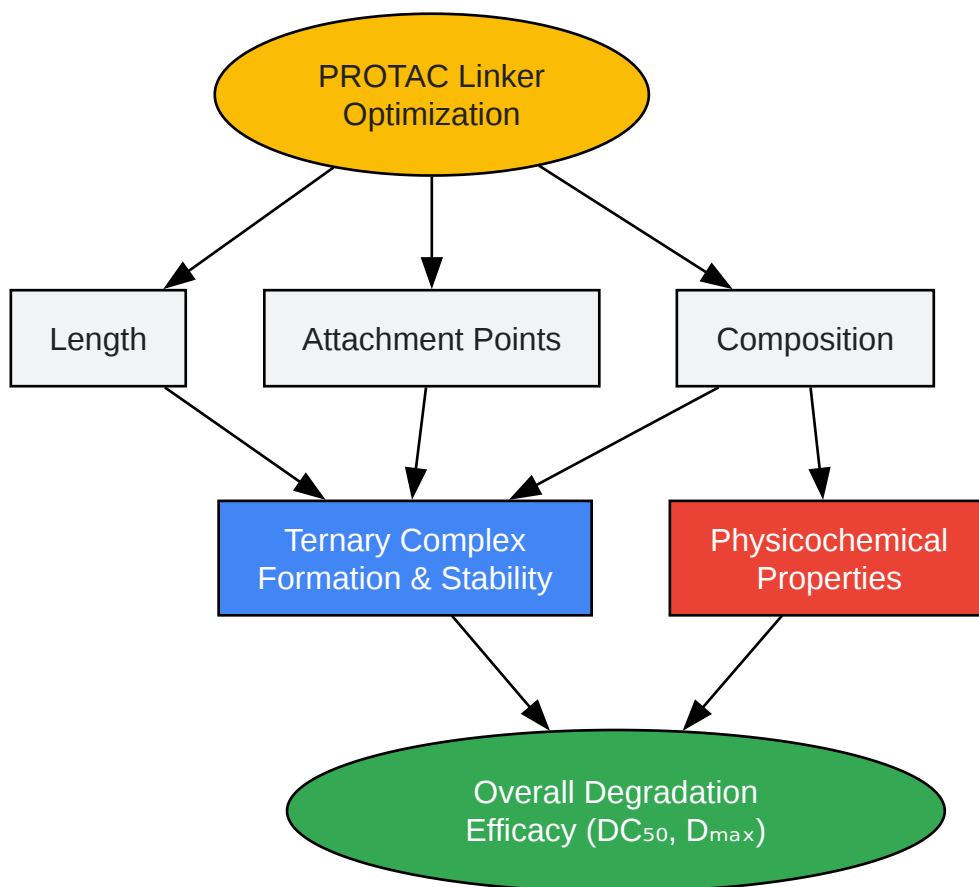 PROTAC Linker
Optimization
Length
Attachment Points
Composition
Ternary Complex
Formation & Stability
Physicochemical
Properties
Overall Degradation
Efficacy (DC₅₀, Dₘₐₓ)